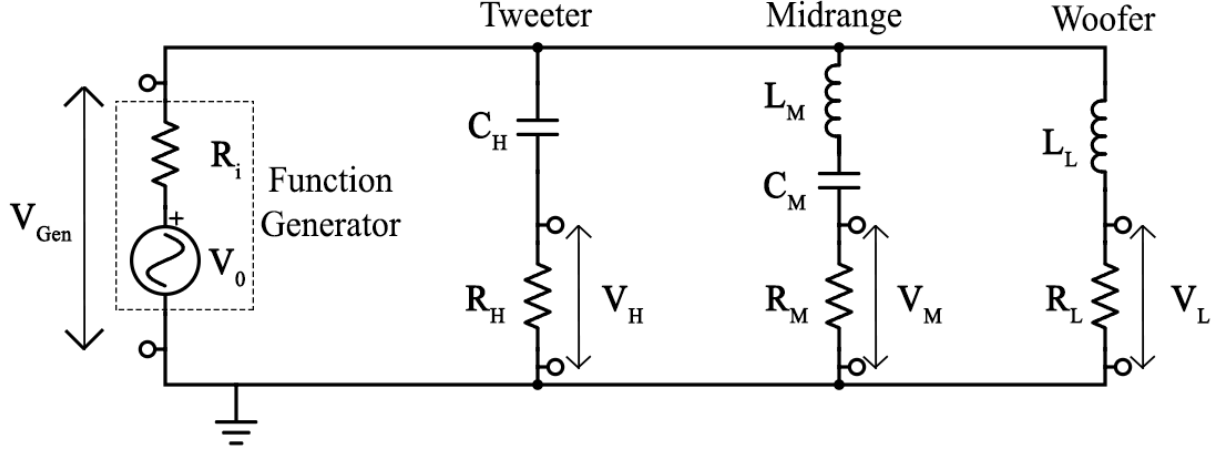 Tweeter
Midrange
Woofer
V_Gen
R_i
+
V_0
Function
Generator
C_H
R_H
V_H
L_M
C_M
R_M
V_M
L_L
R_L
V_L